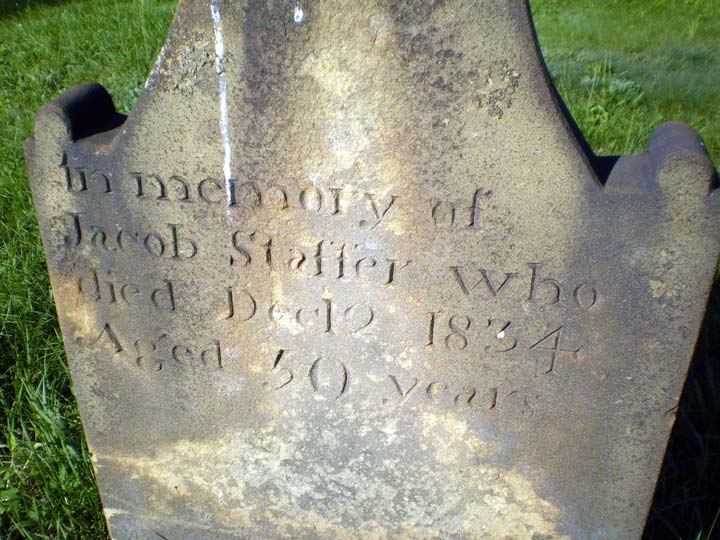 In memory of
Jacob Staffer who
died Dec 12 1834
Aged 50 years